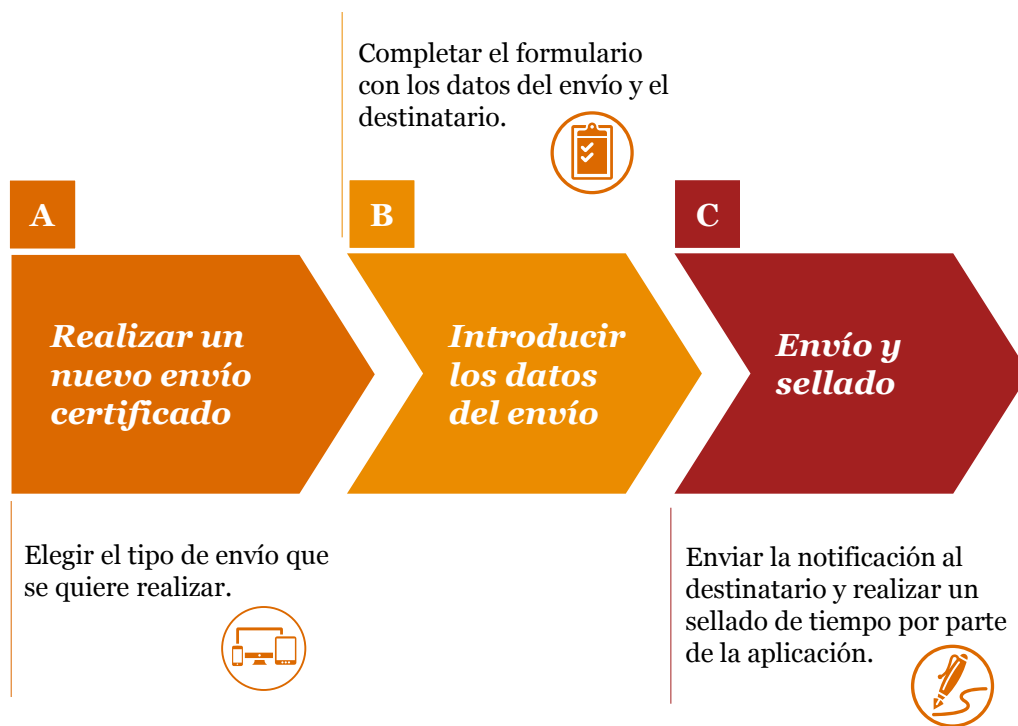 Completar el formulario
con los datos del envío y el
destinatario.
A
B
C
Realizar un
nuevo envío
certificado
Introducir
los datos
del envío
Envío y
sellado
Elegir el tipo de envío que
se quiere realizar.
Enviar la notificación al
destinatario y realizar un
sellado de tiempo por parte
de la aplicación.